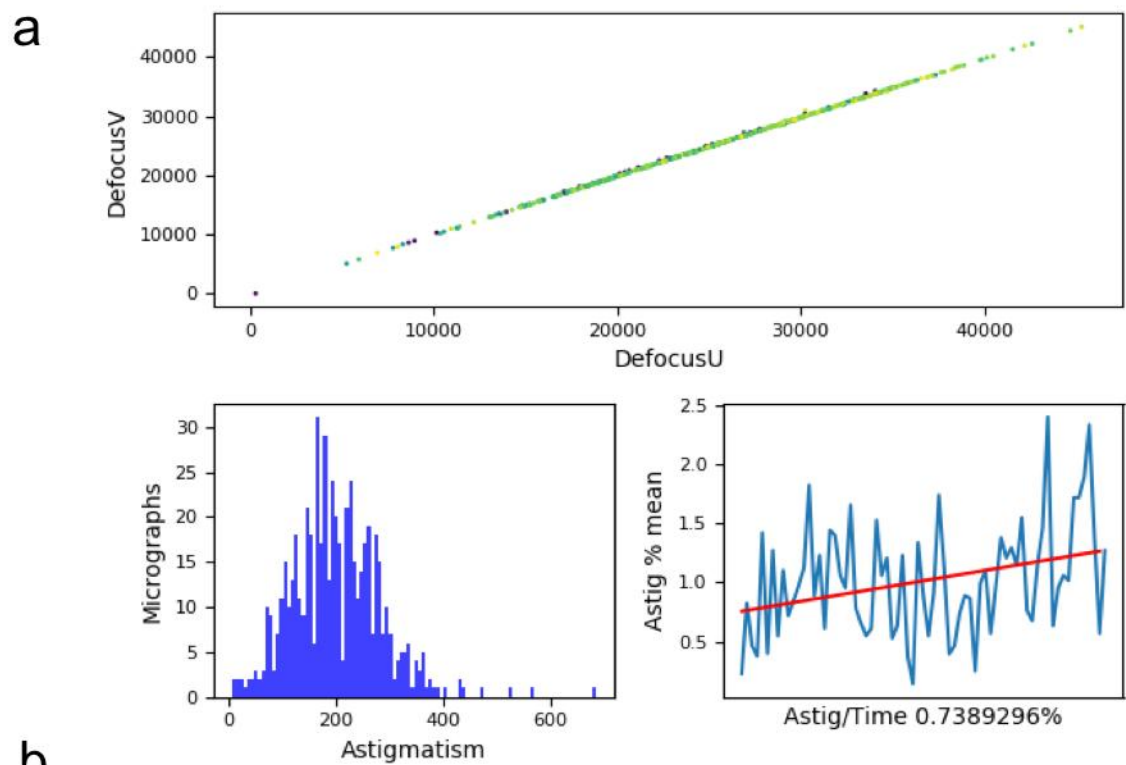 a
DefocusV
40000
30000
20000
10000
0
0 10000 20000 30000 40000
DefocusU
Micrographs
30
25
20
15
10
5
0
0 200 400 600
Astigmatism
Astig % mean
2.5
2.0
1.5
1.0
0.5
Astig/Time 0.7389296%
b